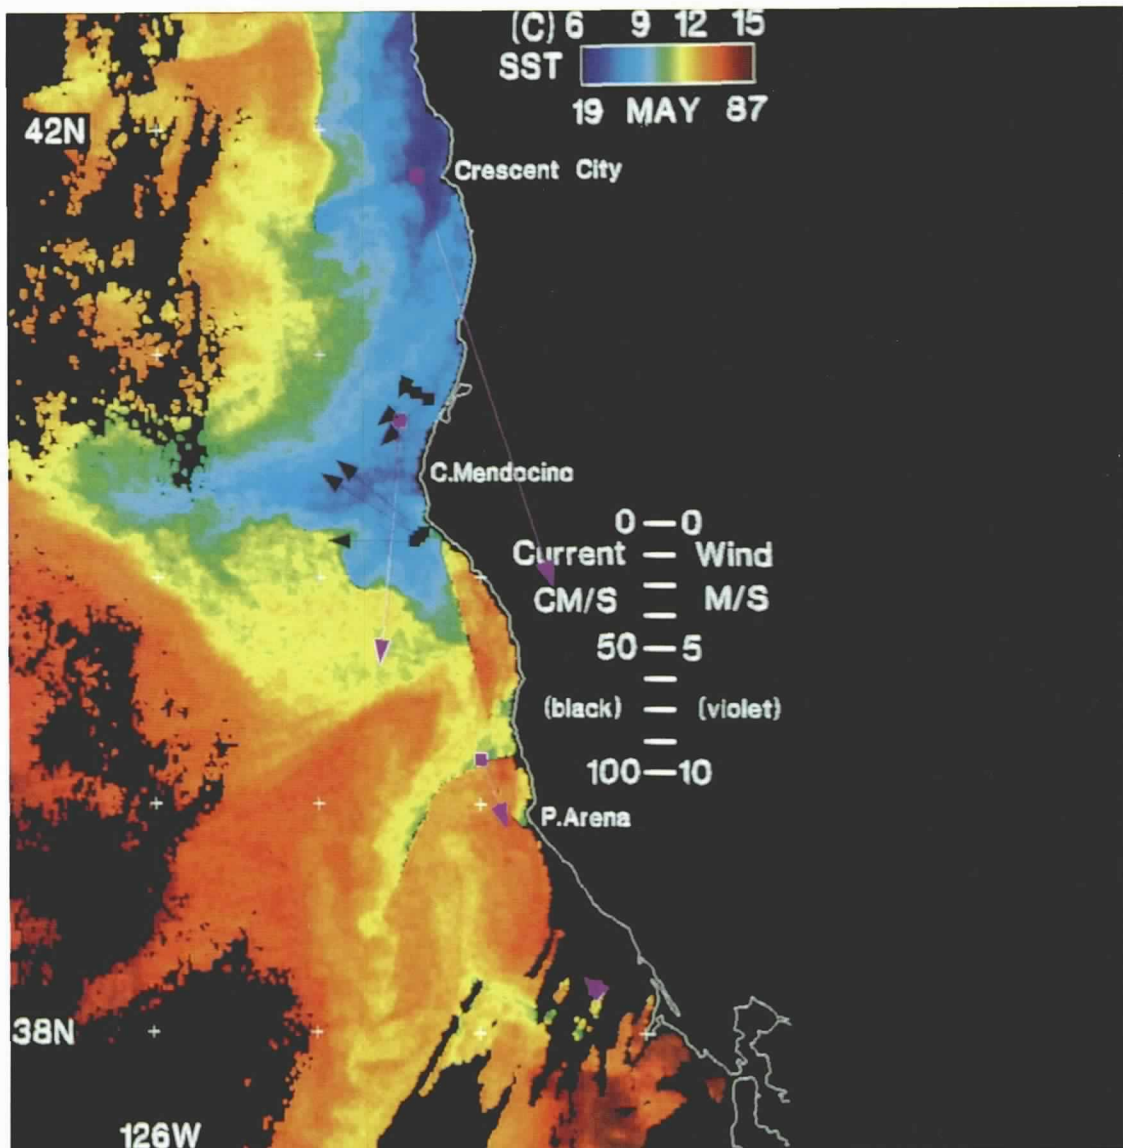 (C) 6 9 12 15
SST
19 MAY 87
42N
Crescent City
C.Mendocino
0 0
Current Wind
CM/S M/S
50 5
(black) (violet)
100 10
P.Arena
38N
126W